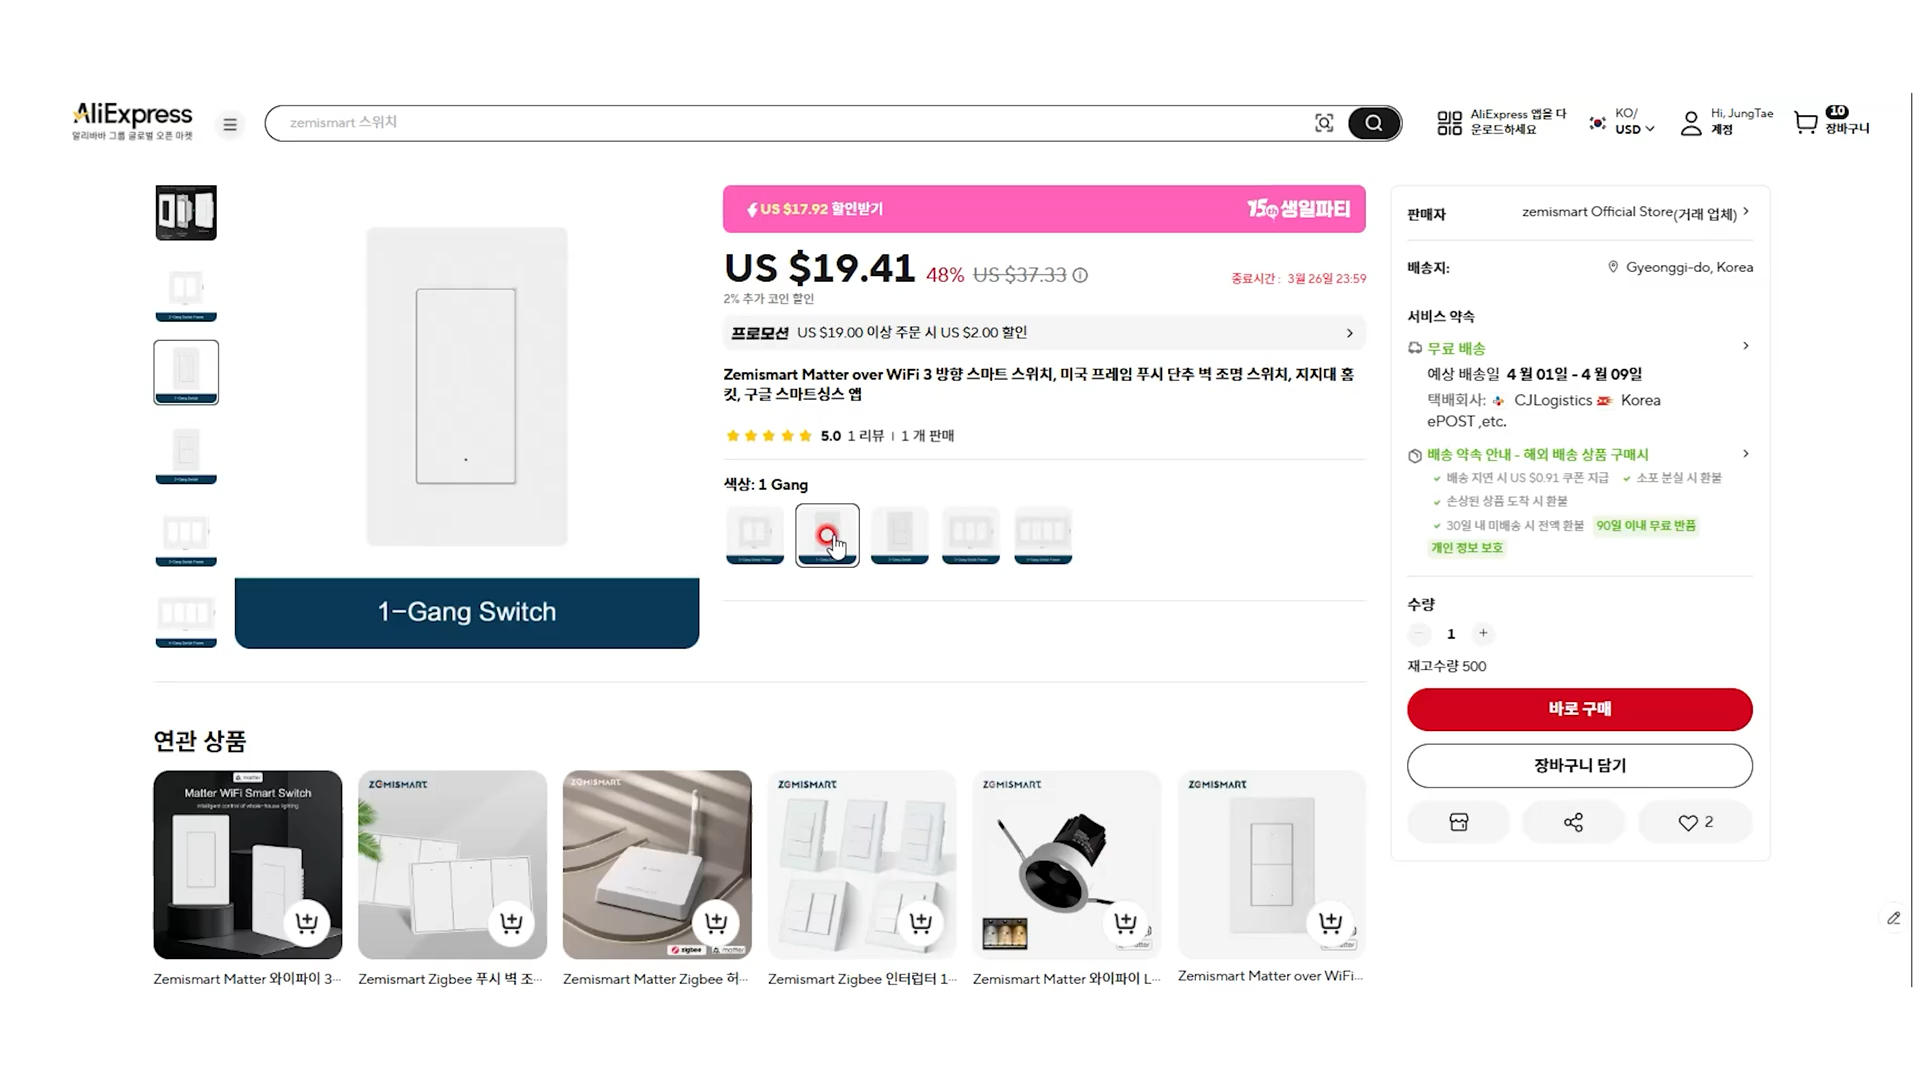 AliExpress
알리바바 그룹 글로벌 오픈 마켓
zemismart 스위치
AliExpress 앱을 다
운로드하세요
KO/
USD
Hi, JungTae
계정
10
장바구니
US $17.92 할인받기
15th 생일파티
US $19.41 48% US $37.33
종료시간 : 3월 26일 23:59
2% 추가 코인 할인
프로모션 US $19.00 이상 주문 시 US $2.00 할인
Zemismart Matter over WiFi 3 방향 스마트 스위치, 미국 프레임 푸시 단추 벽 조명 스위치, 지지대 홈
킷, 구글 스마트싱스 앱
5.0 1 리뷰 | 1 개 판매
색상: 1 Gang
1-Gang Switch
판매자 zemismart Official Store(거래 업체)
배송지: Gyeonggi-do, Korea
서비스 약속
무료 배송
예상 배송일 4 월 01일 - 4 월 09일
택배회사: CJLogistics Korea
ePOST ,etc.
배송 약속 안내 - 해외 배송 상품 구매시
배송 지연 시 US $0.91 쿠폰 지급 소포 분실 시 환불
손상된 상품 도착 시 환불
30일 내 미배송 시 전액 환불 90일 이내 무료 반품
개인 정보 보호
수량
1
재고수량 500
바로 구매
장바구니 담기
2
연관 상품
matter
Matter WiFi Smart Switch
Intelligent control of whole-house lighting
ZEMISMART
ZEMISMART
zigbee matter
ZEMISMART
ZEMISMART
matter
ZEMISMART
matter
Zemismart Matter 와이파이 3···
Zemismart Zigbee 푸시 벽 조···
Zemismart Matter Zigbee 허···
Zemismart Zigbee 인터럽터 1···
Zemismart Matter 와이파이 L···
Zemismart Matter over WiFi...